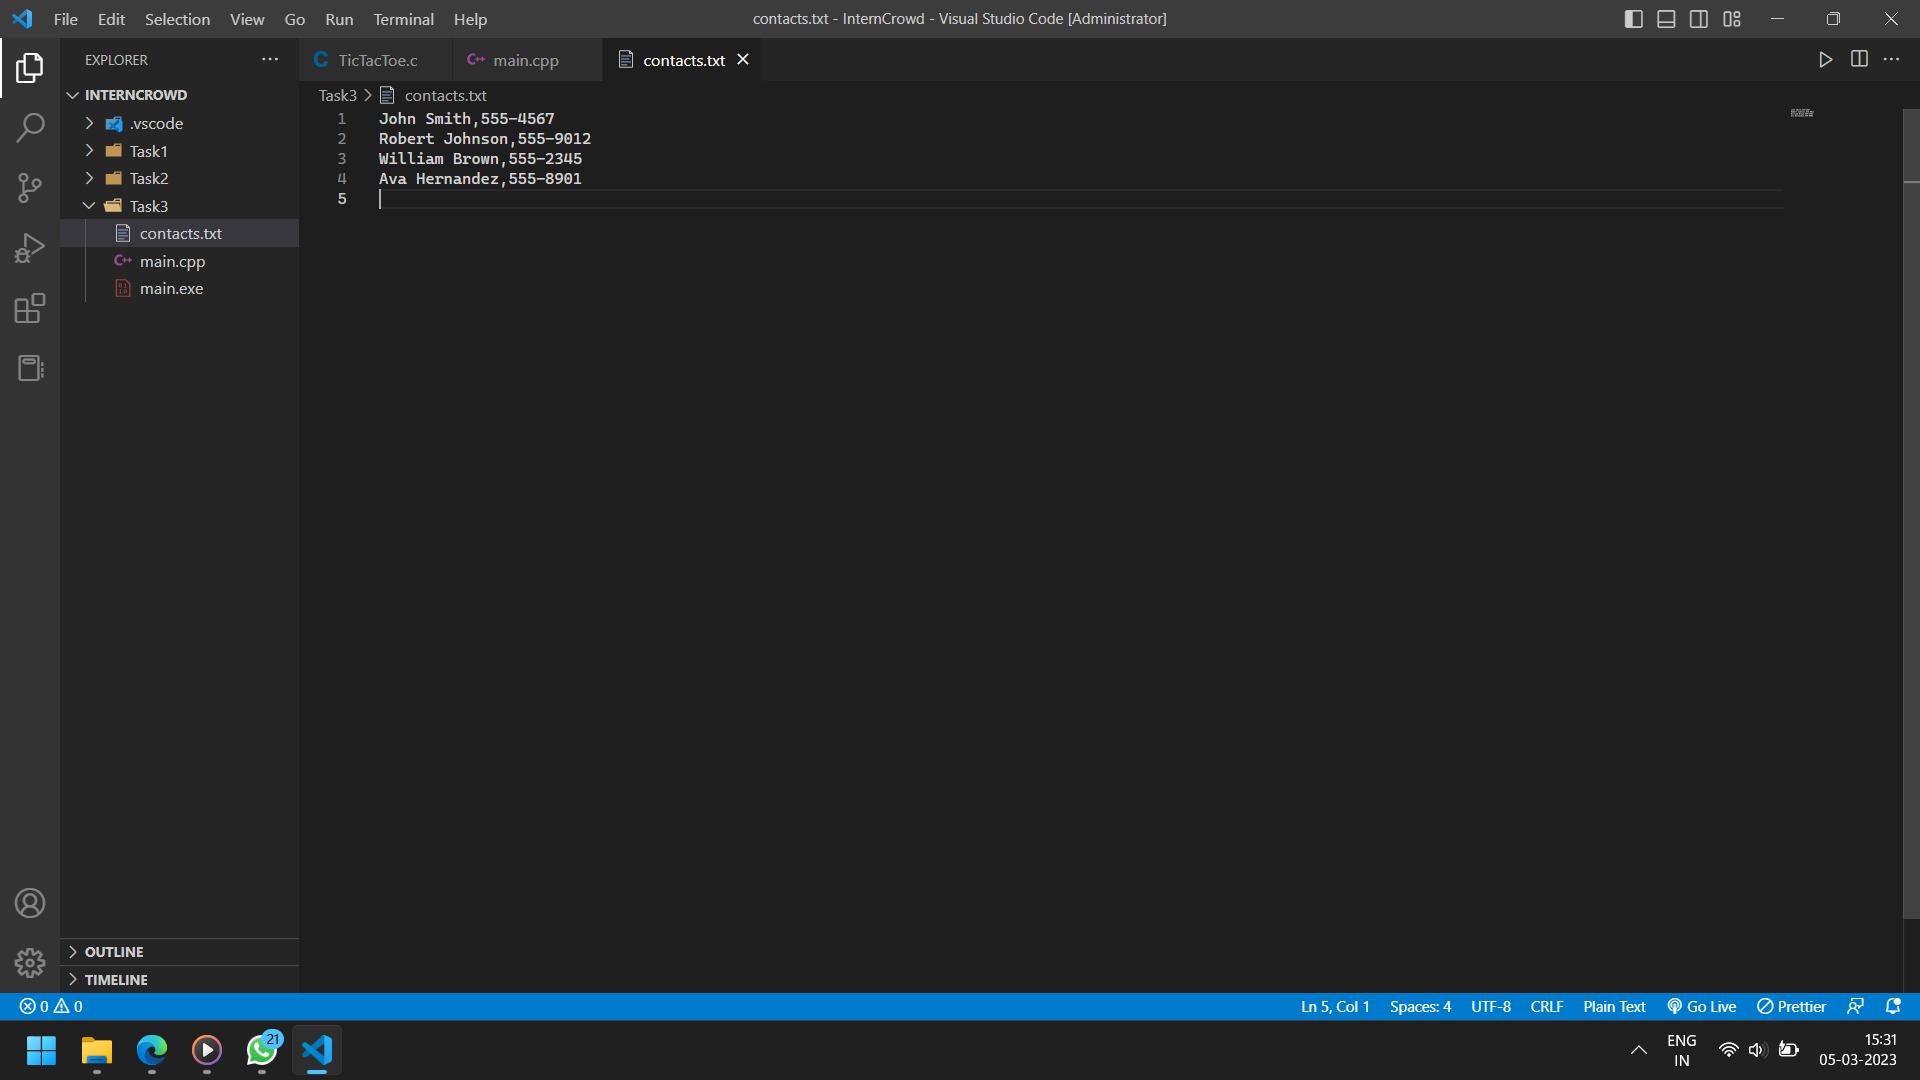 File Edit Selection View Go Run Terminal Help
contacts.txt - InternCrowd - Visual Studio Code [Administrator]
EXPLORER
TicTacToe.c
main.cpp
contacts.txt
INTERNCROWD
.vscode
Task1
Task2
Task3
contacts.txt
main.cpp
main.exe
Task3 > contacts.txt
1 John Smith,555-4567
2 Robert Johnson,555-9012
3 William Brown,555-2345
4 Ava Hernandez,555-8901
5
OUTLINE
TIMELINE
0 0
Ln 5, Col 1 Spaces: 4 UTF-8 CRLF Plain Text Go Live Prettier
21
ENG
IN
15:31
05-03-2023